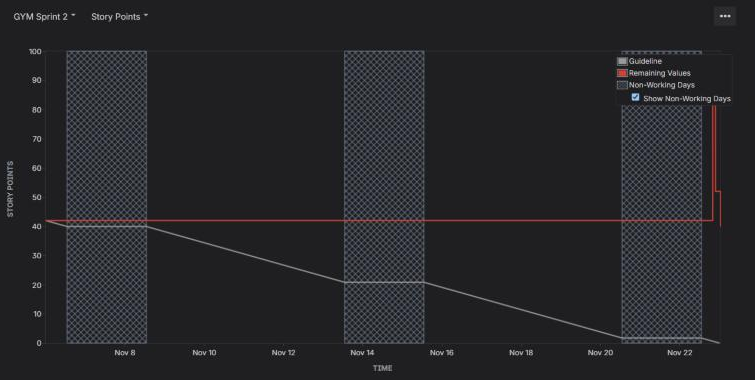 GYM Sprint 2 Story Points
100
90
80
70
60
50
40
30
20
10
0
STORY POINTS
Guideline
Remaining Values
Non-Working Days
Show Non-Working Days
Nov 8 Nov 10 Nov 12 Nov 14 Nov 16 Nov 18 Nov 20 Nov 22
TIME